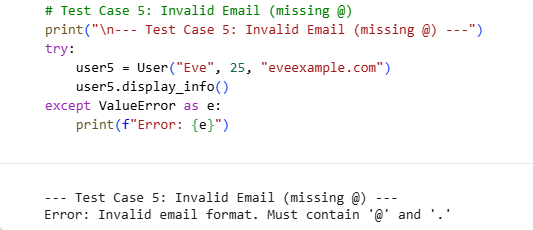 # Test Case 5: Invalid Email (missing @)
print("\n--- Test Case 5: Invalid Email (missing @) ---")
try:
    user5 = User("Eve", 25, "eveexample.com")
    user5.display_info()
except ValueError as e:
    print(f"Error: {e}")
--- Test Case 5: Invalid Email (missing @) ---
Error: Invalid email format. Must contain '@' and '.'